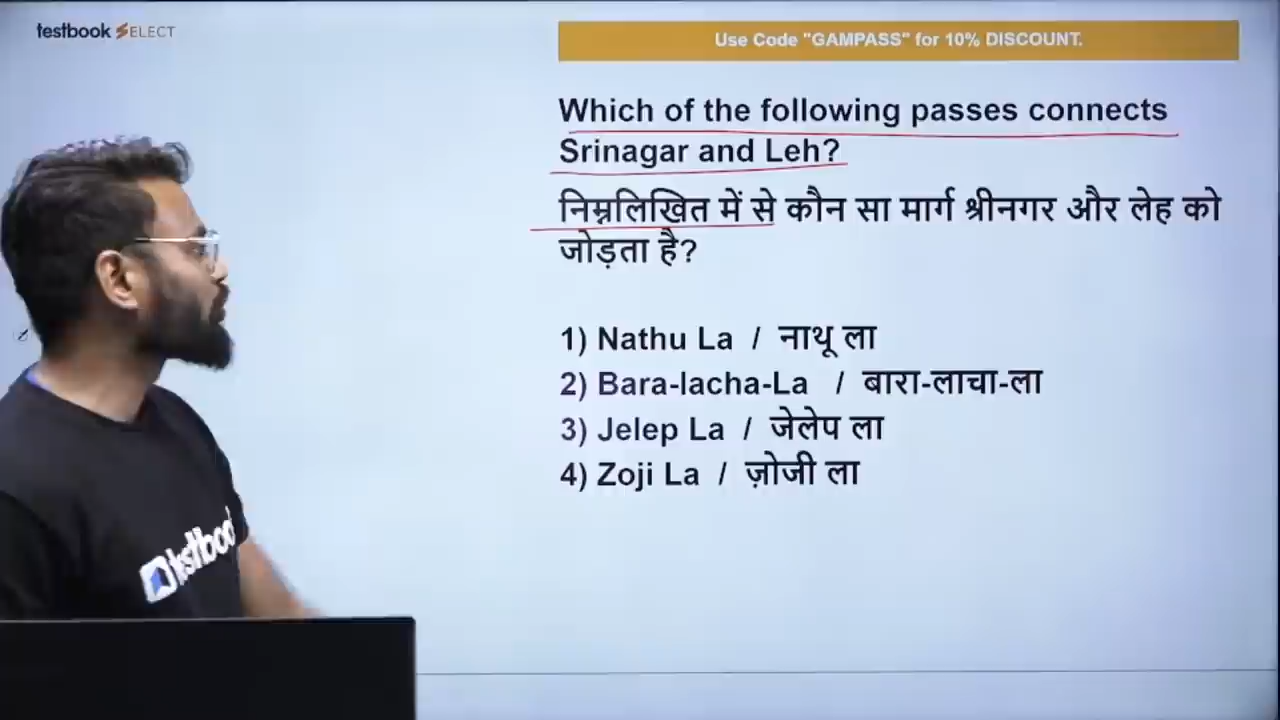 testbook SELECT
Use Code "GAMPASS" for 10% DISCOUNT.
Which of the following passes connects
Srinagar and Leh?
निम्नलिखित में से कौन सा मार्ग श्रीनगर और लेह को
जोड़ता है?
1) Nathu La / नाथू ला
2) Bara-lacha-La / बारा-लाचा-ला
3) Jelep La / जेलेप ला
4) Zoji La / ज़ोजी ला
testbook